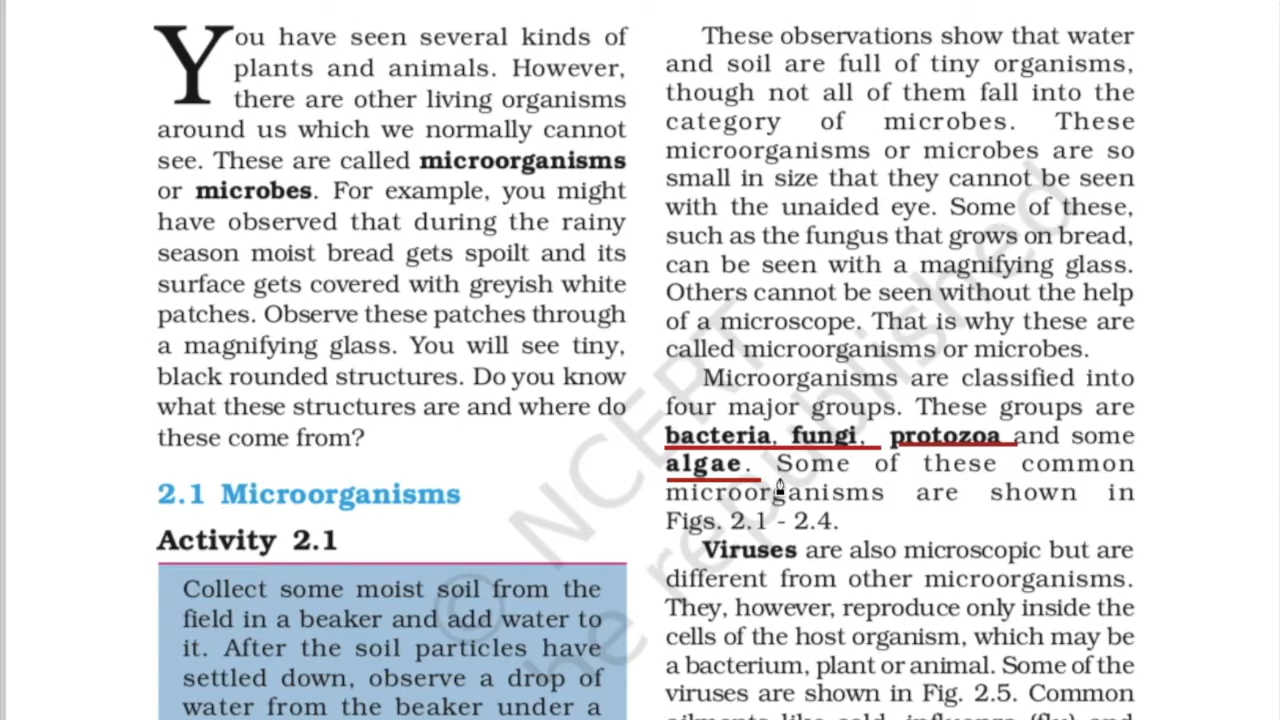 You have seen several kinds of
plants and animals. However,
there are other living organisms
around us which we normally cannot
see. These are called microorganisms
or microbes. For example, you might
have observed that during the rainy
season moist bread gets spoilt and its
surface gets covered with greyish white
patches. Observe these patches through
a magnifying glass. You will see tiny,
black rounded structures. Do you know
what these structures are and where do
these come from?
2.1 Microorganisms
Activity 2.1
Collect some moist soil from the
field in a beaker and add water to
it. After the soil particles have
settled down, observe a drop of
water from the beaker under a
These observations show that water
and soil are full of tiny organisms,
though not all of them fall into the
category of microbes. These
microorganisms or microbes are so
small in size that they cannot be seen
with the unaided eye. Some of these,
such as the fungus that grows on bread,
can be seen with a magnifying glass.
Others cannot be seen without the help
of a microscope. That is why these are
called microorganisms or microbes.
Microorganisms are classified into
four major groups. These groups are
bacteria, fungi, protozoa and some
algae. Some of these common
microorganisms are shown in
Figs. 2.1 - 2.4.
Viruses are also microscopic but are
different from other microorganisms.
They, however, reproduce only inside the
cells of the host organism, which may be
a bacterium, plant or animal. Some of the
viruses are shown in Fig. 2.5. Common
ailments like cold, influenza (flu) and
© NCERT
be republished